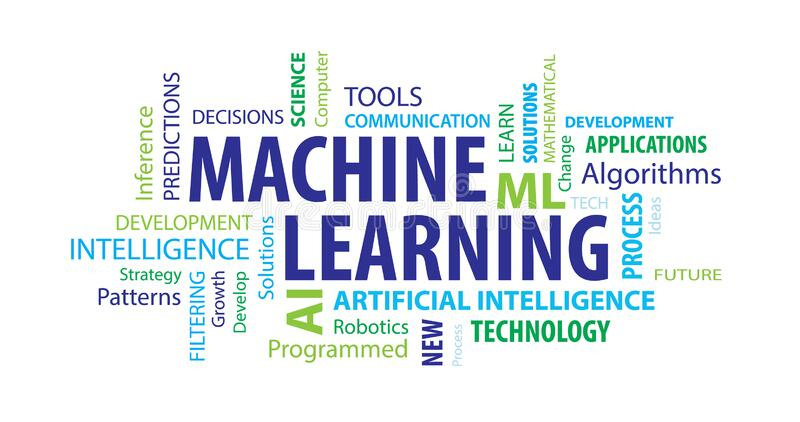 SCIENCE
Computer
TOOLS
MATHEMATICAL
SOLUTIONS
PREDICTIONS
Inference
DECISIONS
COMMUNICATION
LEARN
DEVELOPMENT
Change
APPLICATIONS
MACHINE
ML
Algorithms
TECH
PROCESS
Ideas
DEVELOPMENT
Solutions
LEARNING
INTELLIGENCE
Strategy
FILTERING
Growth
Develop
FUTURE
Patterns
AI
ARTIFICIAL INTELLIGENCE
Robotics
NEW
Process
TECHNOLOGY
Programmed
dreamstime